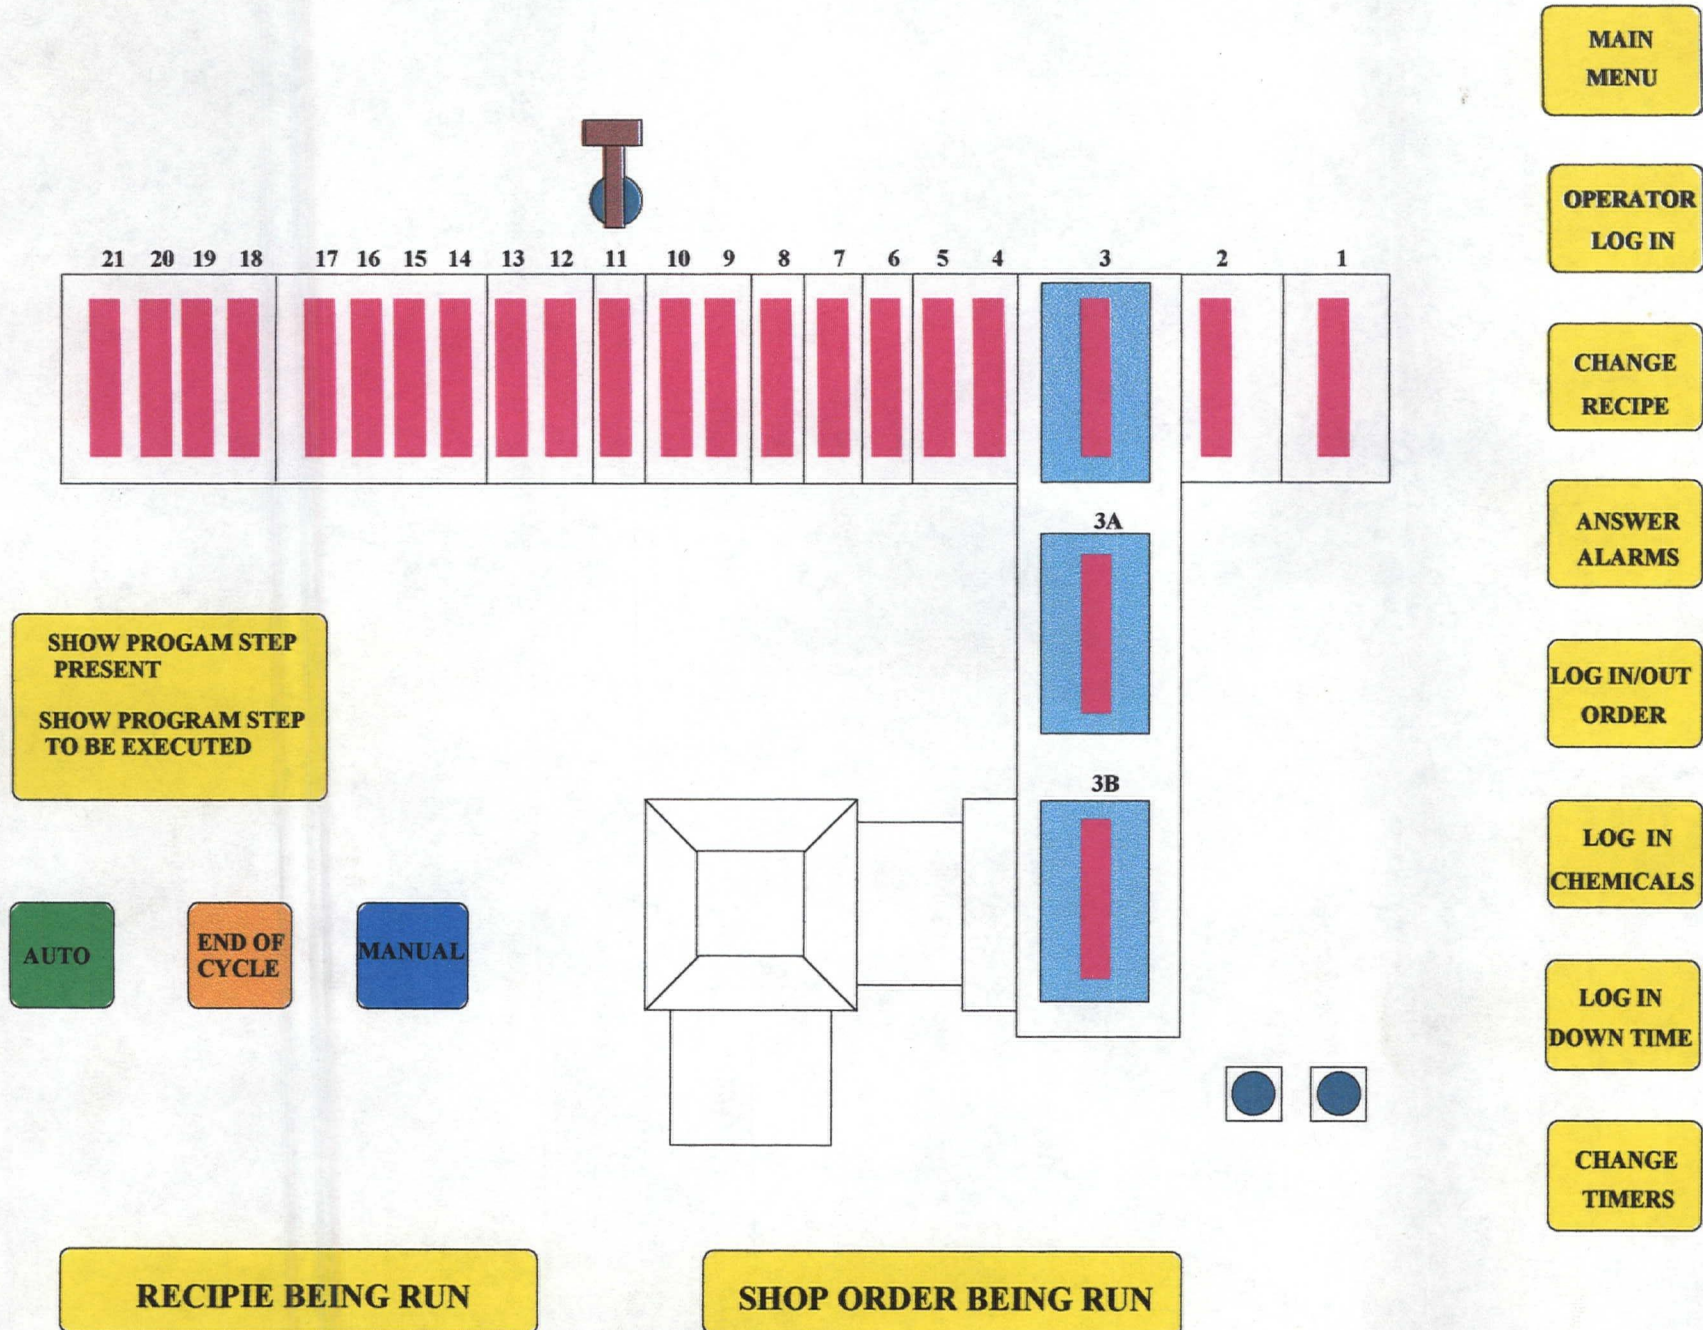 MAIN
MENU
OPERATOR
LOG IN
21 20 19 18 17 16 15 14 13 12 11 10 9 8 7 6 5 4 3 2 1
CHANGE
RECIPE
ANSWER
ALARMS
3A
SHOW PROGAM STEP
PRESENT
SHOW PROGRAM STEP
TO BE EXECUTED
LOG IN/OUT
ORDER
3B
LOG IN
CHEMICALS
AUTO
END OF
CYCLE
MANUAL
LOG IN
DOWN TIME
CHANGE
TIMERS
RECIPIE BEING RUN
SHOP ORDER BEING RUN